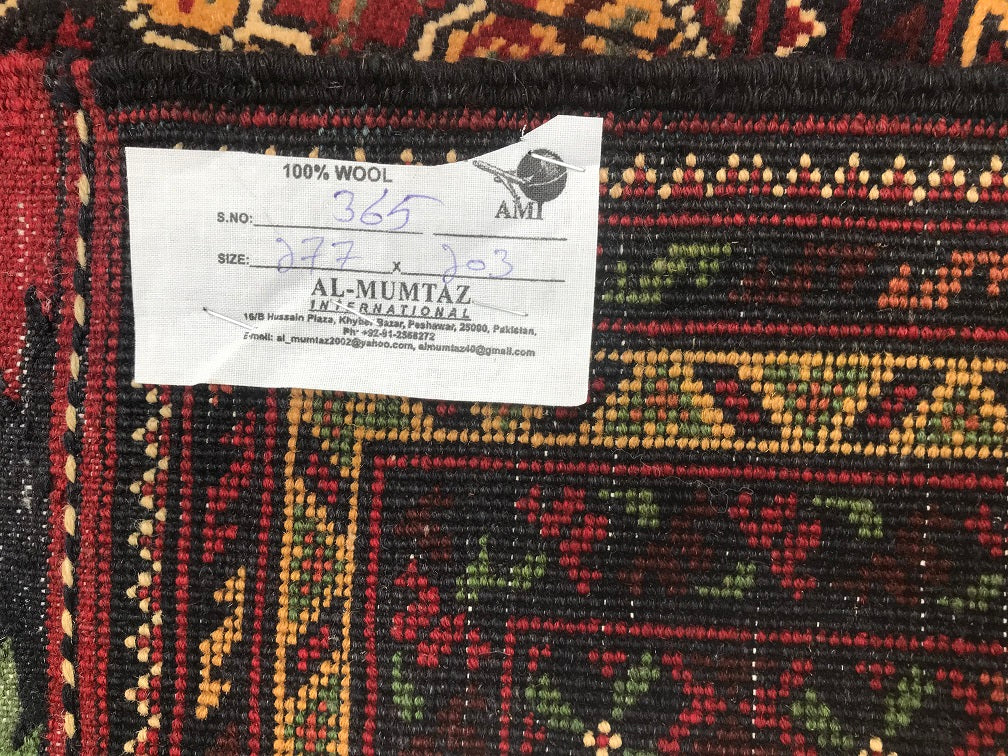 100% WOOL
AMI
S.NO: 365
SIZE: 277 x 203
AL-MUMTAZ
INTERNATIONAL
16/B Hussain Plaza, Khyber Bazar, Peshawar, 25000, Pakistan,
Ph: +92-91-2568272
E-mail: al_mumtaz2002@yahoo.com, almumtaz40@gmail.com